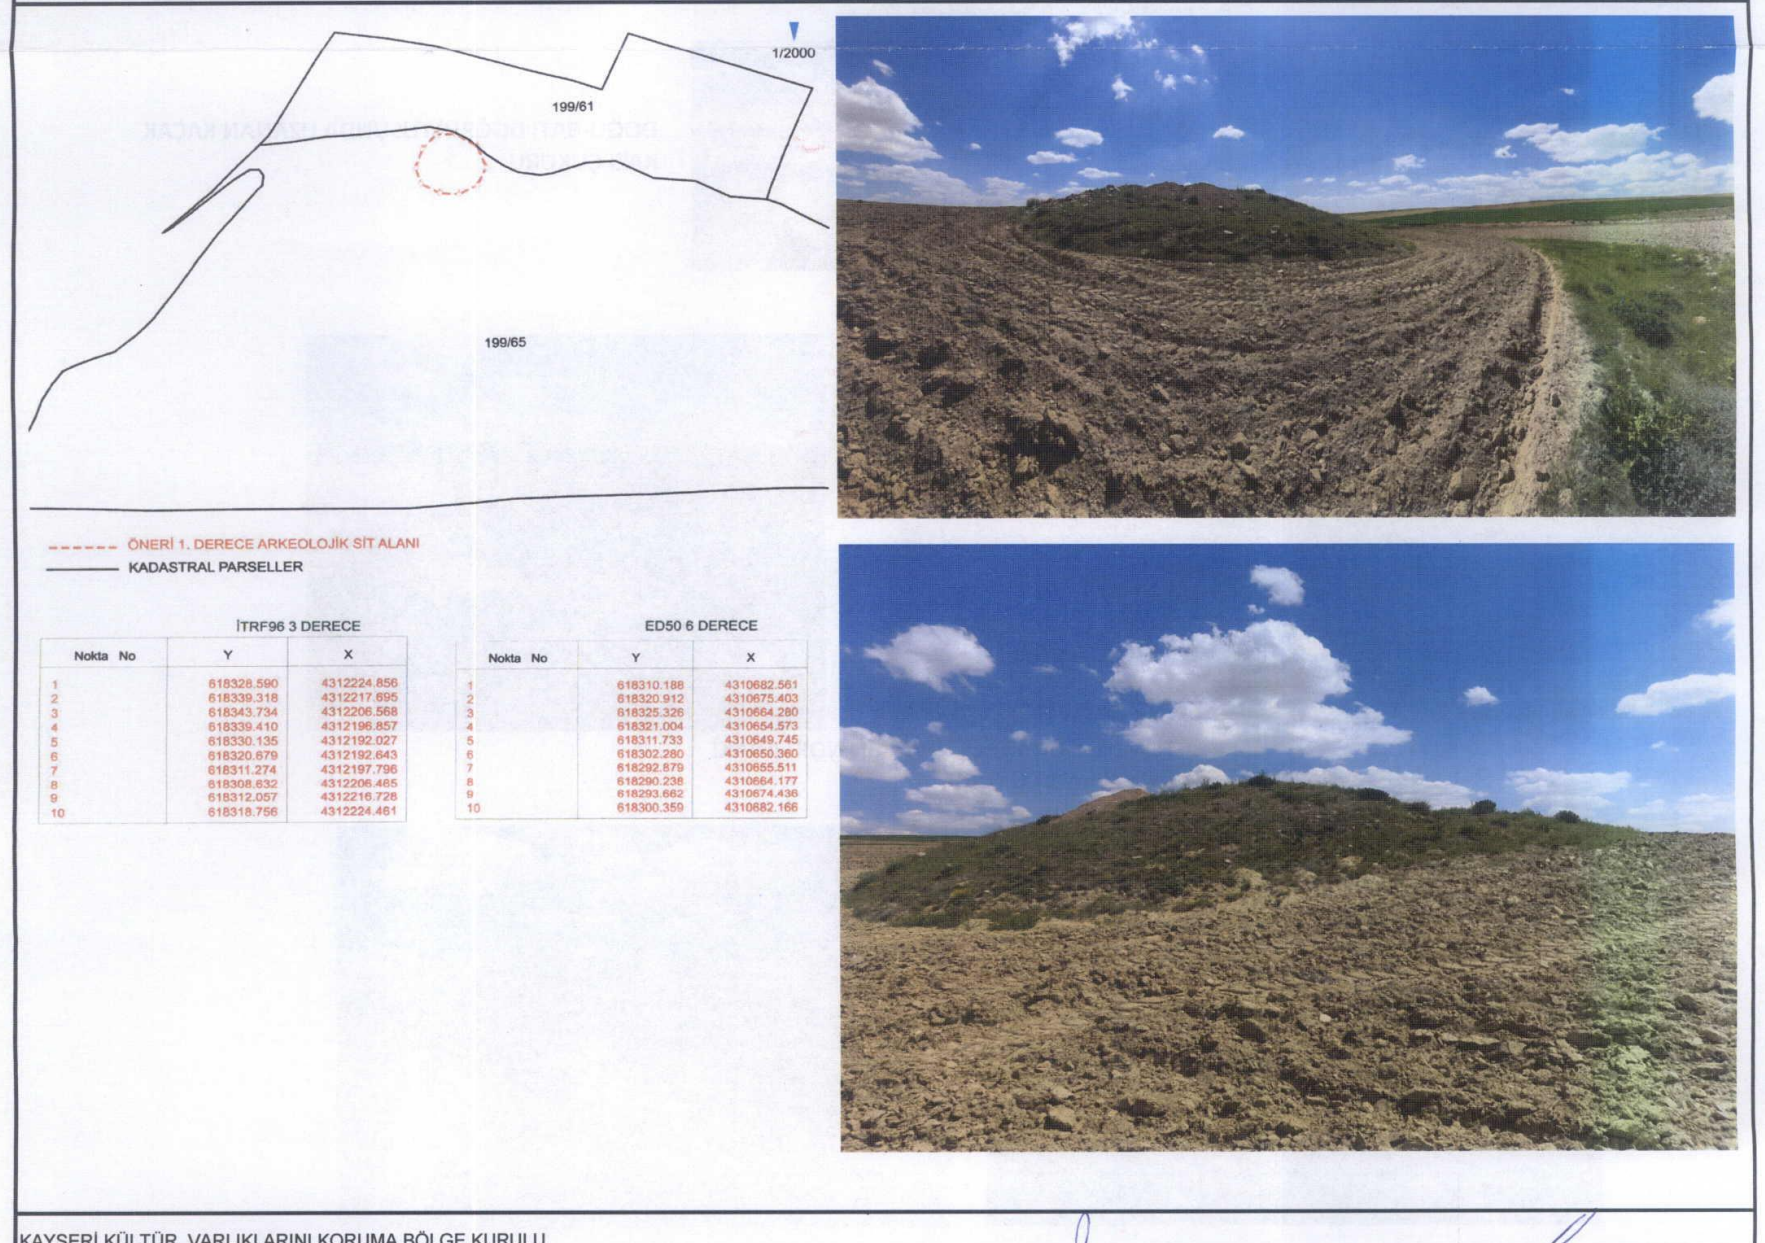 1/2000
199/61
199/65
ÖNERİ 1. DERECE ARKEOLOJİK SİT ALANI
KADASTRAL PARSELLER
İTRF96 3 DERECE
Nokta No Y X
1 618328.590 4312224.856
2 618339.318 4312217.695
3 618343.734 4312206.568
4 618339.410 4312196.857
5 618330.135 4312192.027
6 618320.679 4312192.643
7 618311.274 4312197.796
8 618308.632 4312206.465
9 618312.057 4312216.728
10 618318.756 4312224.461
ED50 6 DERECE
Nokta No Y X
1 618310.188 4310682.561
2 618320.912 4310675.403
3 618325.326 4310664.280
4 618321.004 4310654.573
5 618311.733 4310649.745
6 618302.280 4310650.360
7 618292.879 4310655.511
8 618290.238 4310664.177
9 618293.662 4310674.436
10 618300.359 4310682.166
KAYSERİ KÜLTÜR VARLIKLARINI KORUMA BÖLGE KURULU